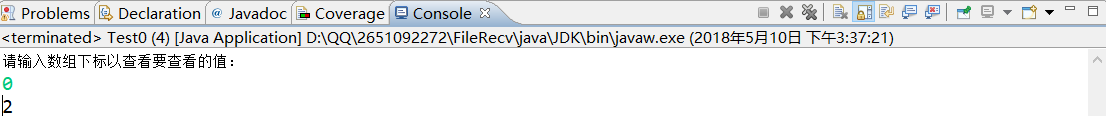 Problems Declaration Javadoc Coverage Console
<terminated> Test0 (4) [Java Application] D:\QQ\2651092272\FileRecv\java\JDK\bin\javaw.exe (2018年5月10日 下午3:37:21)
请输入数组下标以查看要查看的值：
0
2